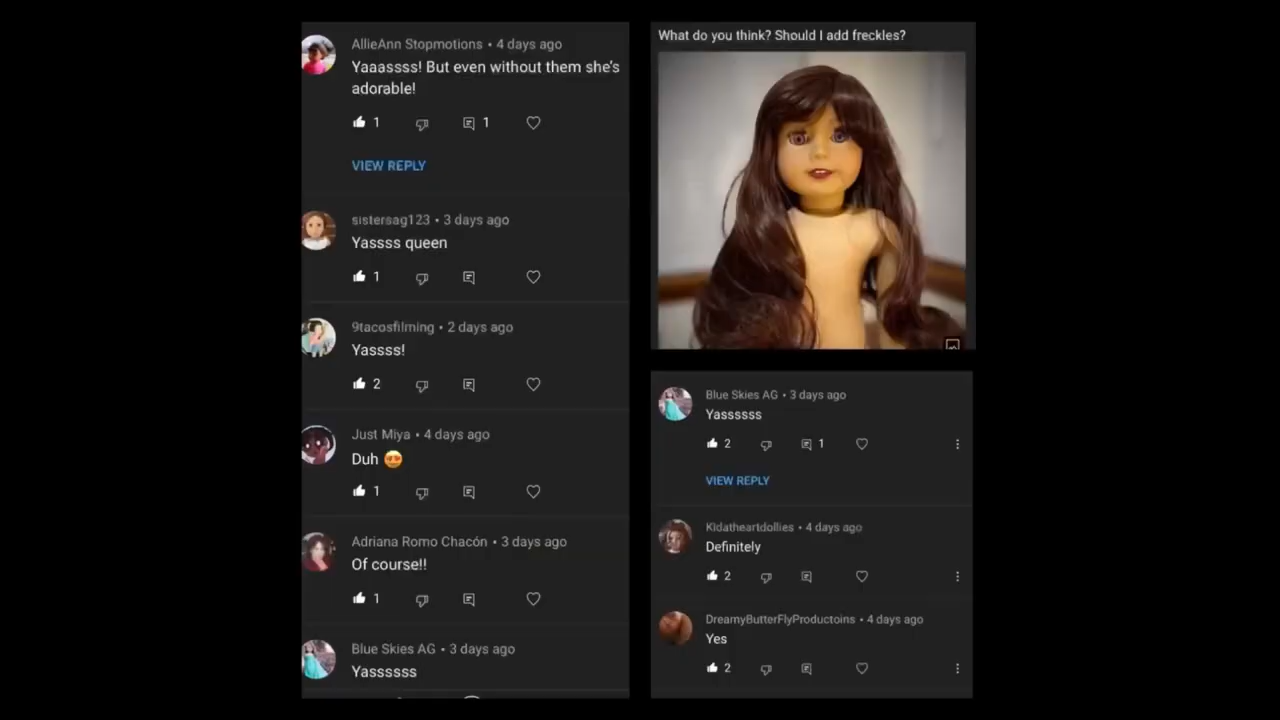 AllieAnn Stopmotions • 4 days ago
Yaaassss! But even without them she's
adorable!
1
1
VIEW REPLY
sistersag123 • 3 days ago
Yassss queen
1
9tacosfilming • 2 days ago
Yassss!
2
Just Miya • 4 days ago
Duh 🤩
1
Adriana Romo Chacón • 3 days ago
Of course!!
1
Blue Skies AG • 3 days ago
Yassssss
What do you think? Should I add freckles?
Blue Skies AG • 3 days ago
Yassssss
2
1
VIEW REPLY
Kidatheartdollies • 4 days ago
Definitely
2
DreamyButterFlyProductoins • 4 days ago
Yes
2